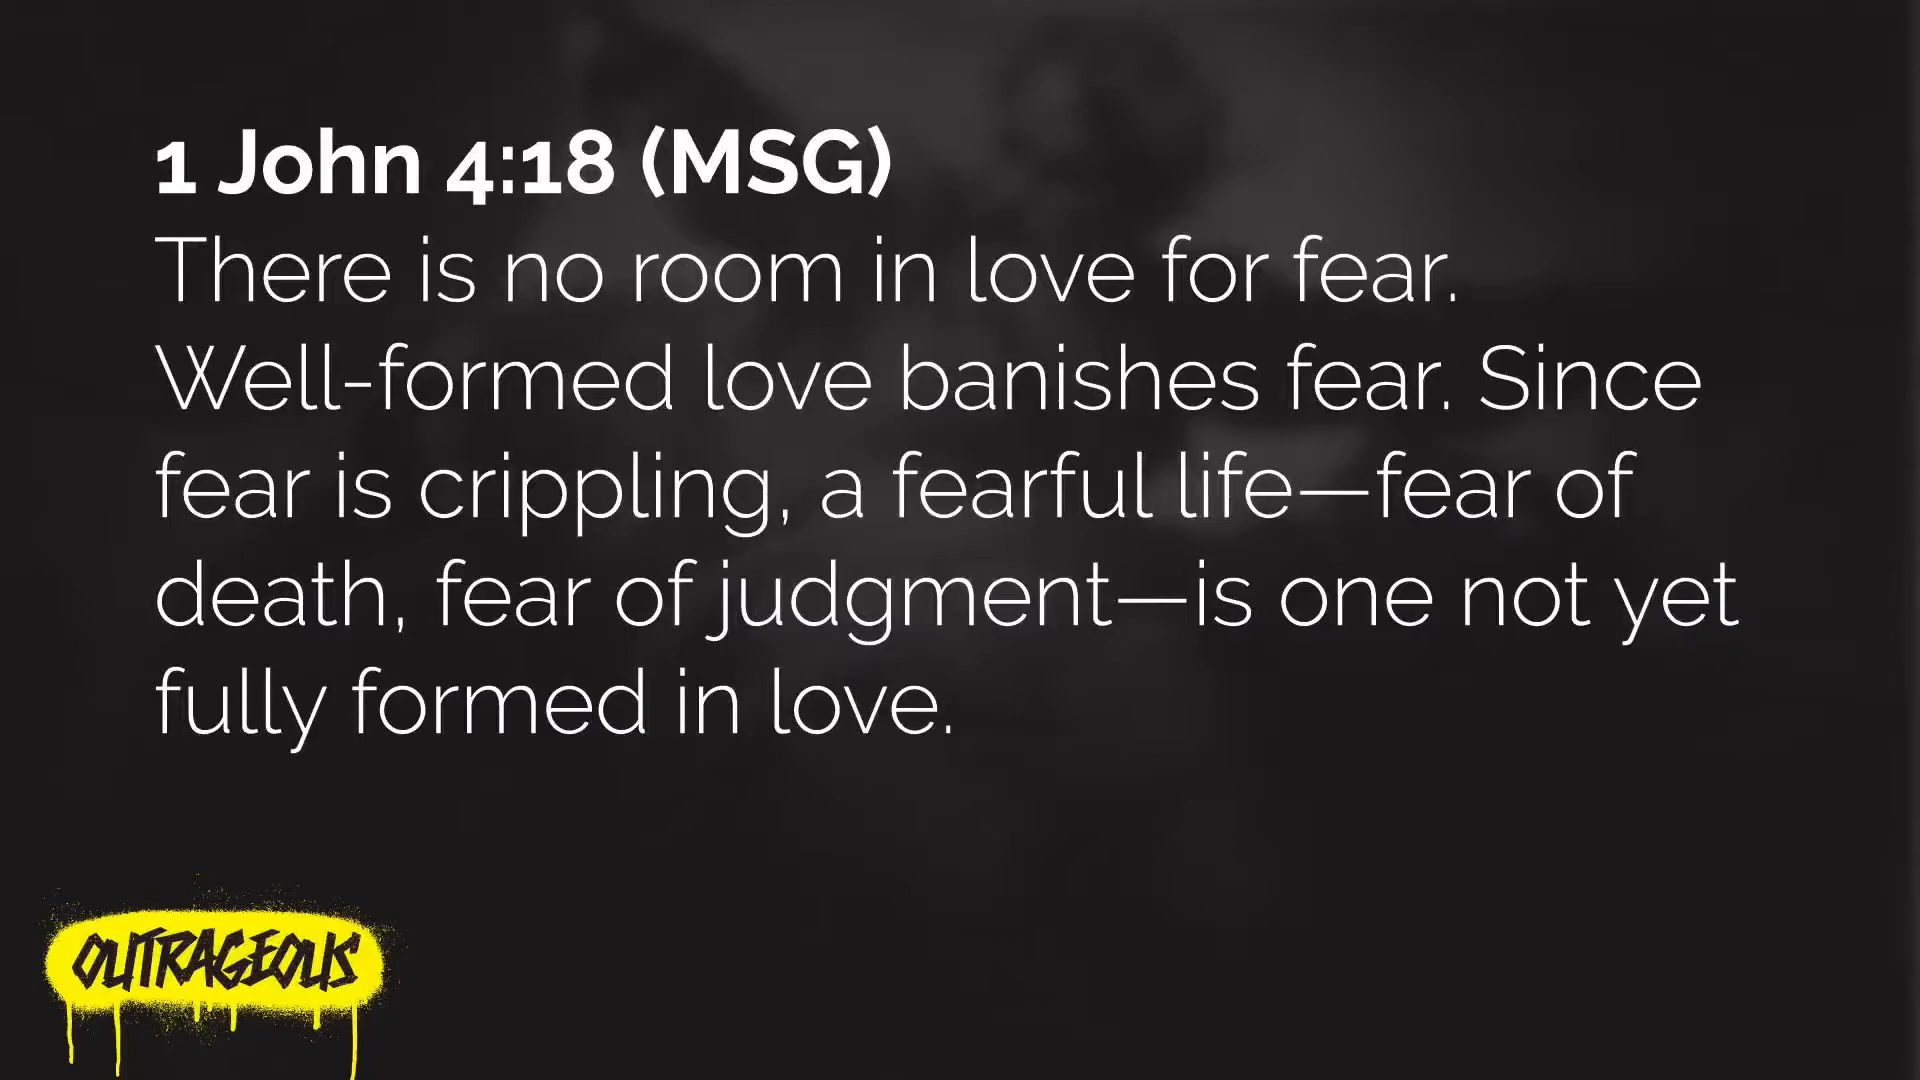 1 John 4:18 (MSG)
There is no room in love for fear.
Well-formed love banishes fear. Since
fear is crippling, a fearful life—fear of
death, fear of judgment—is one not yet
fully formed in love.
OUTRAGEOUS